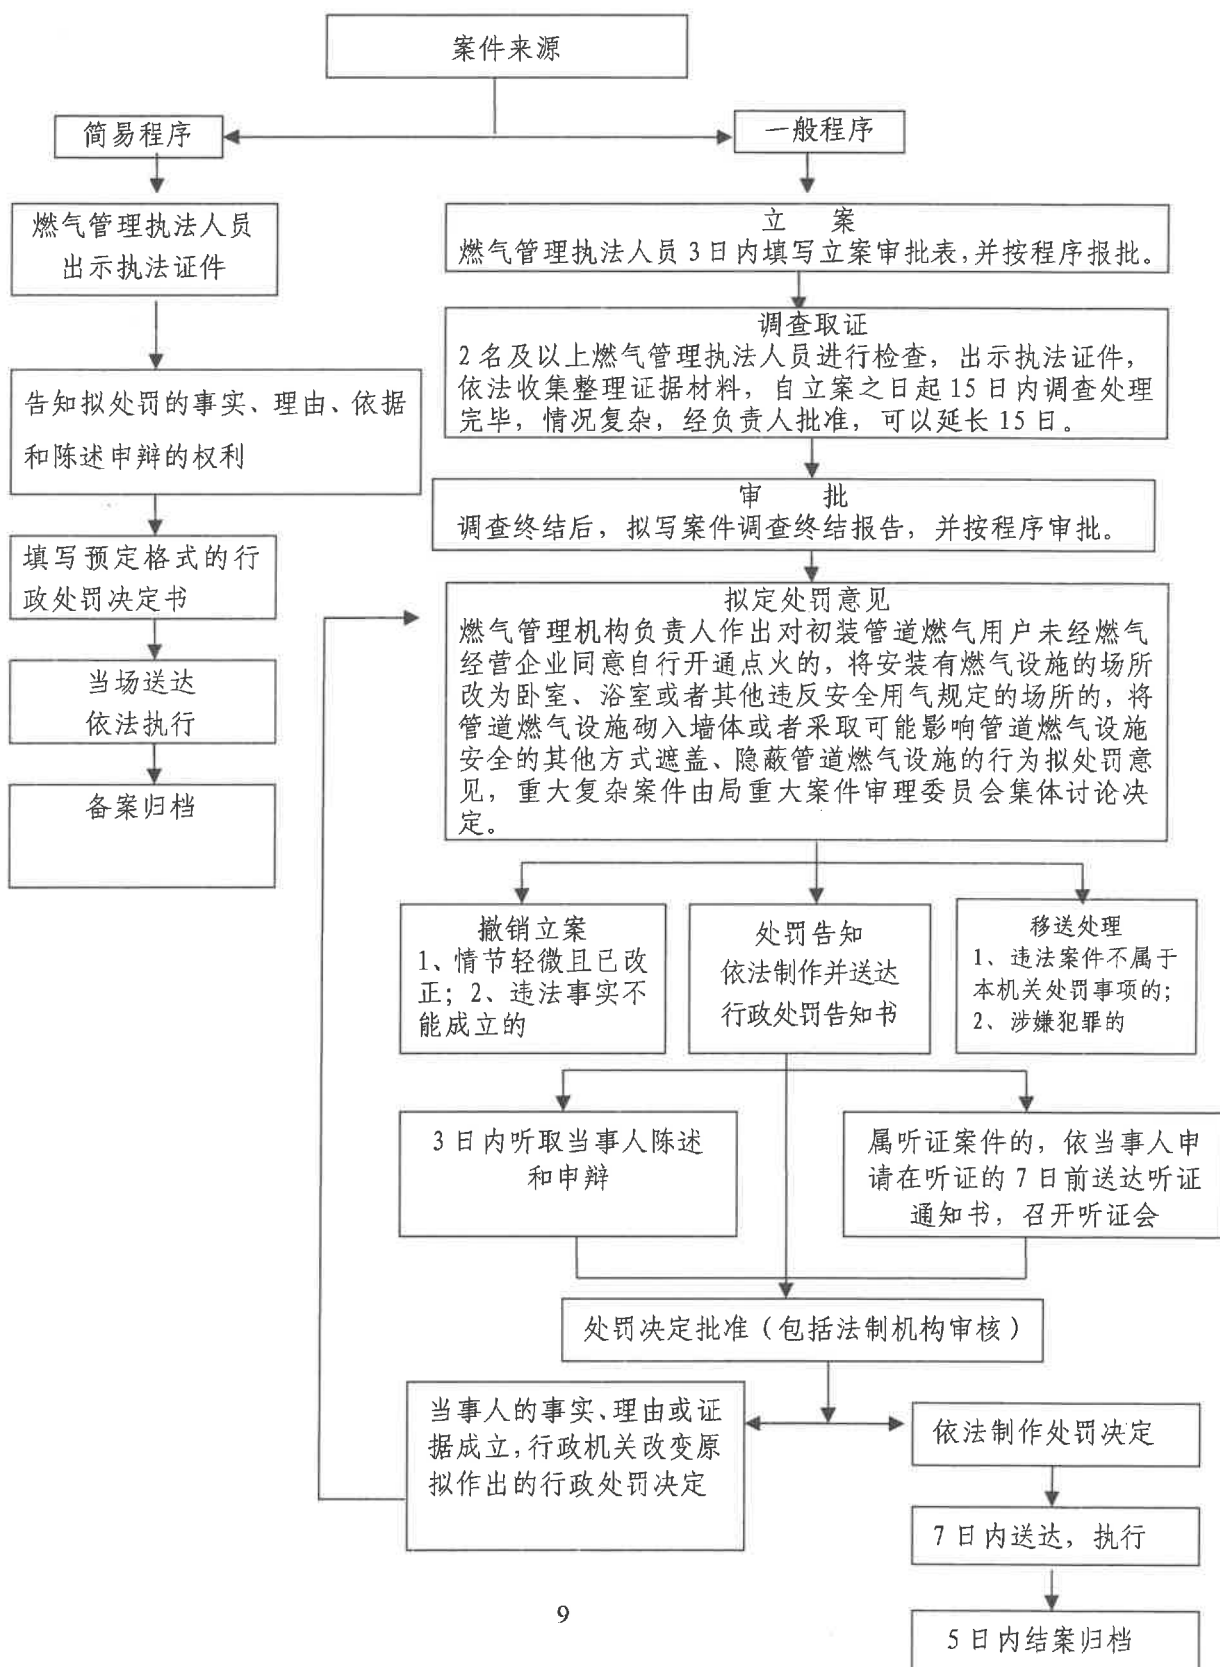 案件来源
简易程序
一般程序
燃气管理执法人员
出示执法证件
告知拟处罚的事实、理由、依据
和陈述申辩的权利
填写预定格式的行
政处罚决定书
当场送达
依法执行
备案归档
立 案
燃气管理执法人员3日内填写立案审批表,并按程序报批。
调查取证
2名及以上燃气管理执法人员进行检查，出示执法证件，
依法收集整理证据材料，自立案之日起15日内调查处理
完毕，情况复杂，经负责人批准，可以延长15日。
审 批
调查终结后，拟写案件调查终结报告，并按程序审批。
拟定处罚意见
燃气管理机构负责人作出对初装管道燃气用户未经燃气
经营企业同意自行开通点火的，将安装有燃气设施的场所
改为卧室、浴室或者其他违反安全用气规定的场所的，将
管道燃气设施砌入墙体或者采取可能影响管道燃气设施
安全的其他方式遮盖、隐蔽管道燃气设施的行为拟处罚意
见，重大复杂案件由局重大案件审理委员会集体讨论决
定。
撤销立案
1、情节轻微且已改
正；2、违法事实不
能成立的
处罚告知
依法制作并送达
行政处罚告知书
移送处理
1、违法案件不属于
本机关处罚事项的；
2、涉嫌犯罪的
3日内听取当事人陈述
和申辩
属听证案件的，依当事人申
请在听证的7日前送达听证
通知书，召开听证会
处罚决定批准（包括法制机构审核）
当事人的事实、理由或证
据成立,行政机关改变原
拟作出的行政处罚决定
依法制作处罚决定
7日内送达，执行
5日内结案归档
9